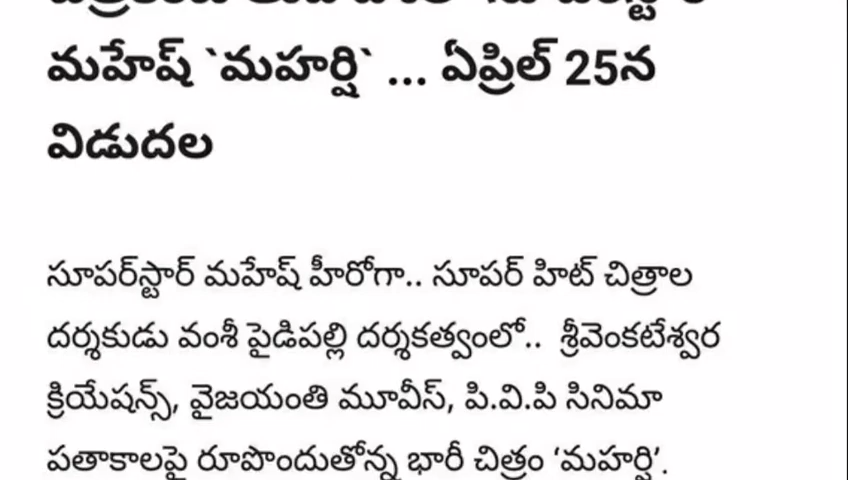 మహేష్ `మహర్షి` ... ఏప్రిల్ 25న
విడుదల
సూపర్‌స్టార్ మహేష్ హీరోగా.. సూపర్ హిట్ చిత్రాల
దర్శకుడు వంశీ పైడిపల్లి దర్శకత్వంలో.. శ్రీవెంకటేశ్వర
క్రియేషన్స్, వైజయంతి మూవీస్, పి.వి.పి సినిమా
పతాకాలపై రూపొందుతోన్న భారీ చిత్రం ‘మహర్షి’.